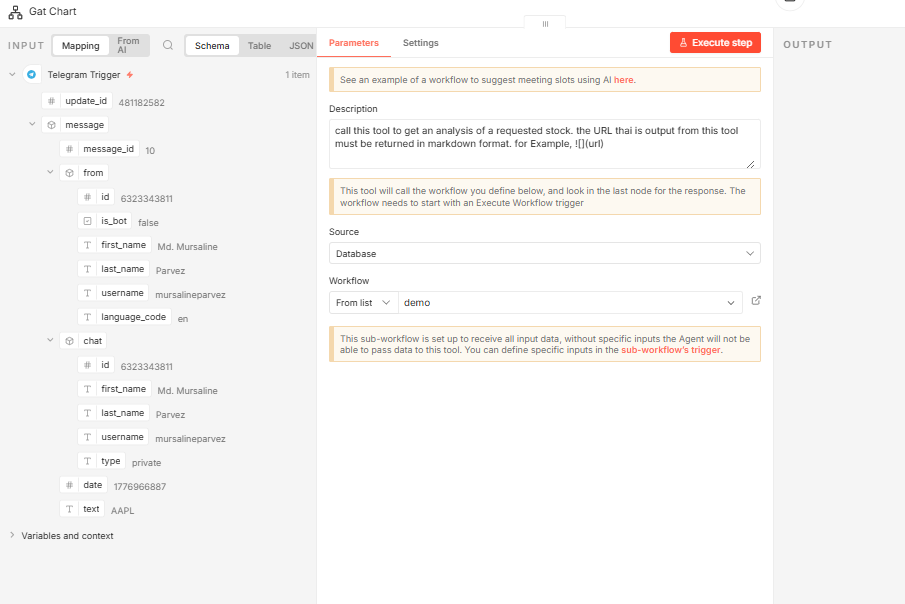 Gat Chart
INPUT
Mapping
From AI
Schema
Table
JSON
Parameters
Settings
Execute step
OUTPUT
Telegram Trigger
1 item
# update_id 481182582
message
# message_id 10
from
# id 6323343811
is_bot false
T first_name Md. Mursaline
T last_name Parvez
T username mursalineparvez
T language_code en
chat
# id 6323343811
T first_name Md. Mursaline
T last_name Parvez
T username mursalineparvez
T type private
# date 1776966887
T text AAPL
Variables and context
See an example of a workflow to suggest meeting slots using AI here.
Description
call this tool to get an analysis of a requested stock. the URL thai is output from this tool
must be returned in markdown format. for Example, ![](url)
This tool will call the workflow you define below, and look in the last node for the response. The
workflow needs to start with an Execute Workflow trigger
Source
Database
Workflow
From list
demo
This sub-workflow is set up to receive all input data, without specific inputs the Agent will not be
able to pass data to this tool. You can define specific inputs in the sub-workflow's trigger.